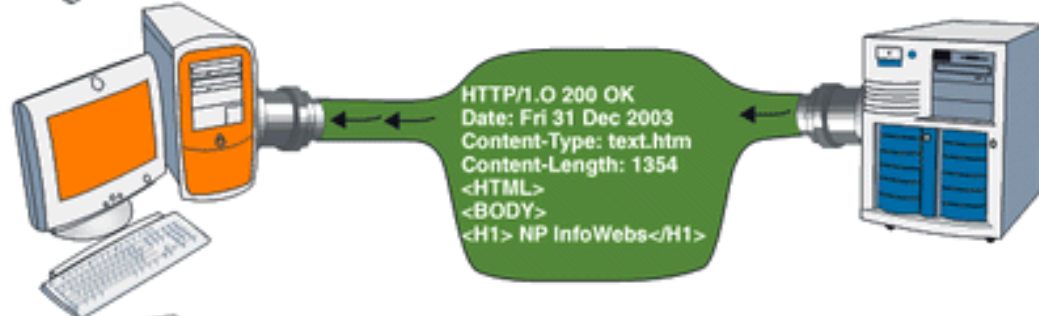 HTTP/1.O 200 OK
Date: Fri 31 Dec 2003
Content-Type: text.htm
Content-Length: 1354
<HTML>
<BODY>
<H1> NP InfoWebs</H1>